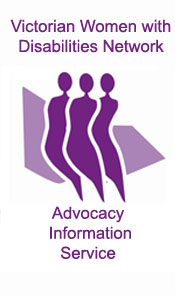 Victorian Women with
Disabilities Network
Advocacy
Information
Service